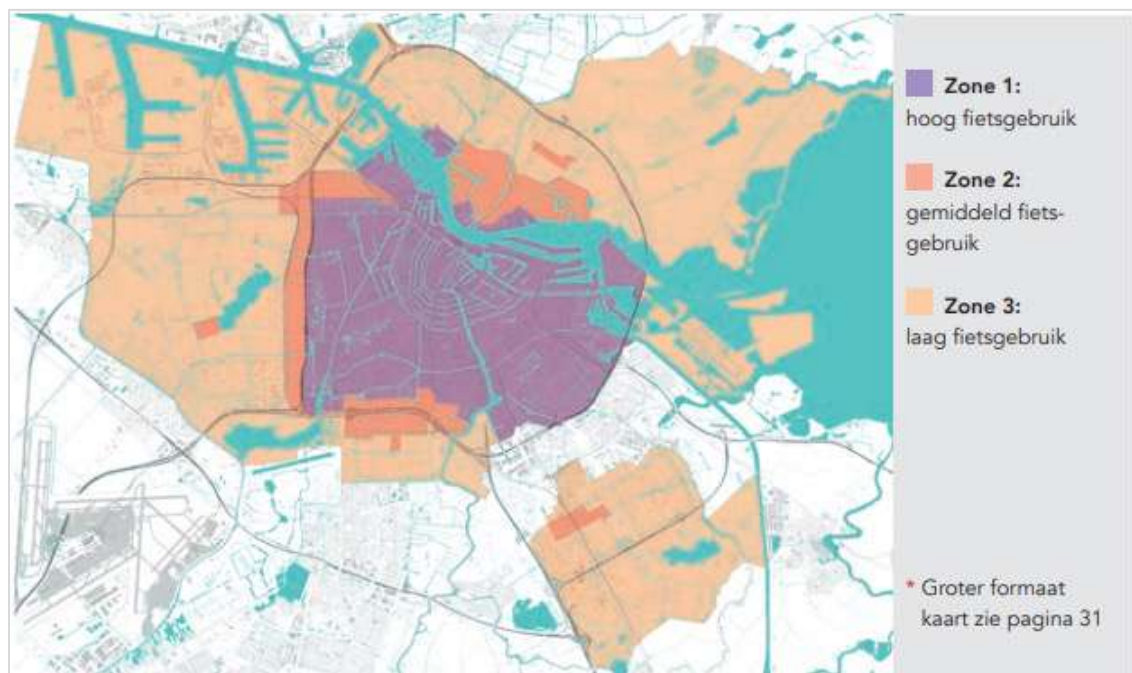 Zone 1:
hoog fietsgebruik
Zone 2:
gemiddeld fiets-
gebruik
Zone 3:
laag fietsgebruik
* Groter formaat
kaart zie pagina 31